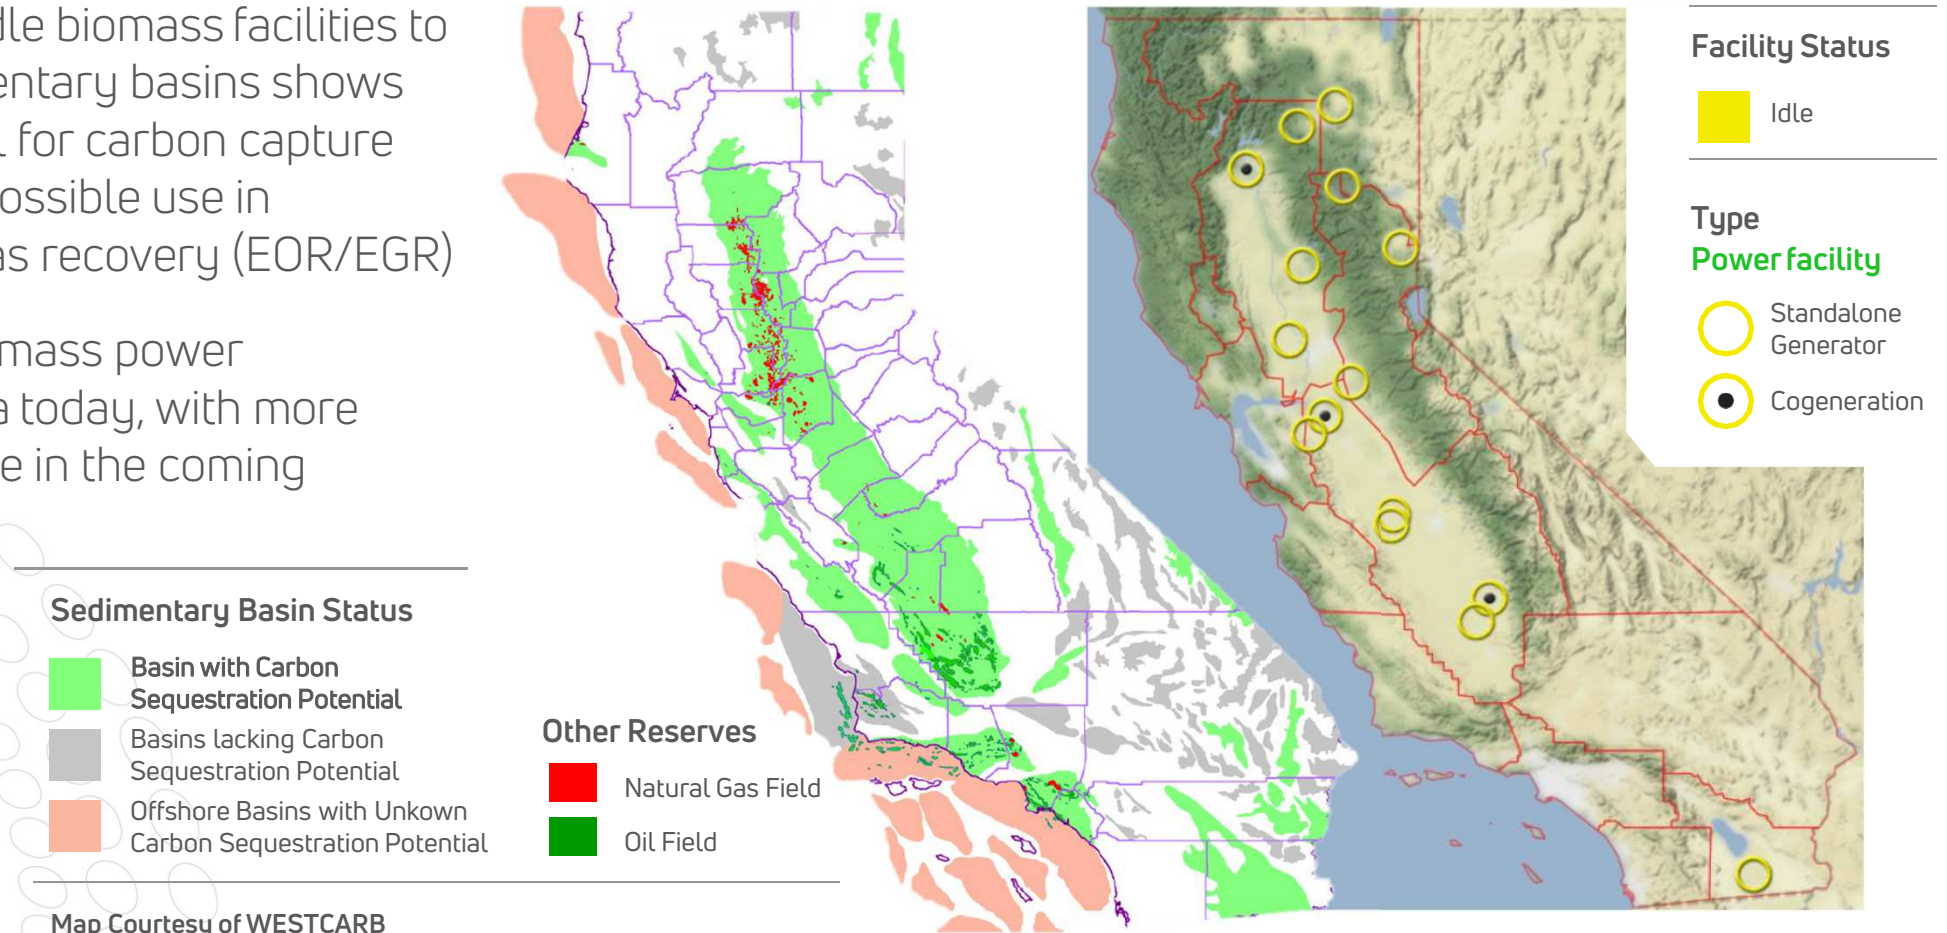 dle biomass facilities to
entary basins shows
l for carbon capture
ossible use in
as recovery (EOR/EGR)
mass power
a today, with more
e in the coming
Sedimentary Basin Status
Basin with Carbon
Sequestration Potential
Basins lacking Carbon
Sequestration Potential
Offshore Basins with Unkown
Carbon Sequestration Potential
Map Courtesy of WESTCARB
Other Reserves
Natural Gas Field
Oil Field
Facility Status
Idle
Type
Power facility
Standalone
Generator
Cogeneration